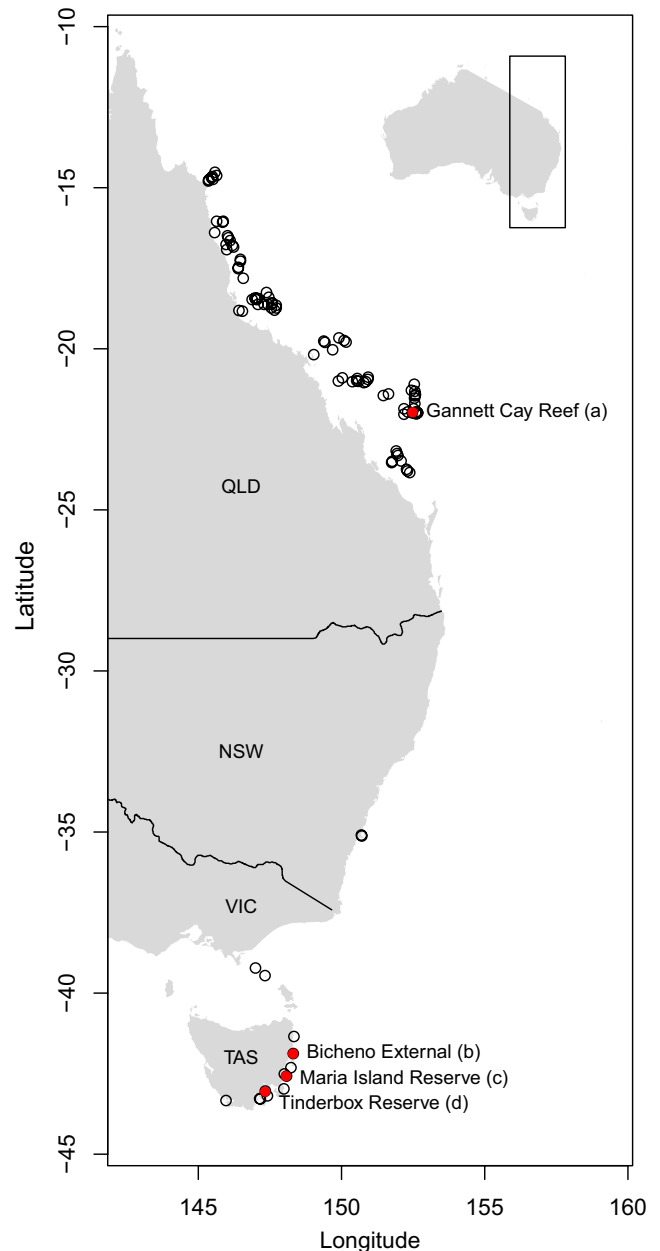 −10
−15
−20
Gannett Cay Reef (a)
QLD
−25
Latitude
−30
NSW
−35
VIC
−40
Bicheno External (b)
TAS
Maria Island Reserve (c)
Tinderbox Reserve (d)
−45
145 150 155 160
Longitude